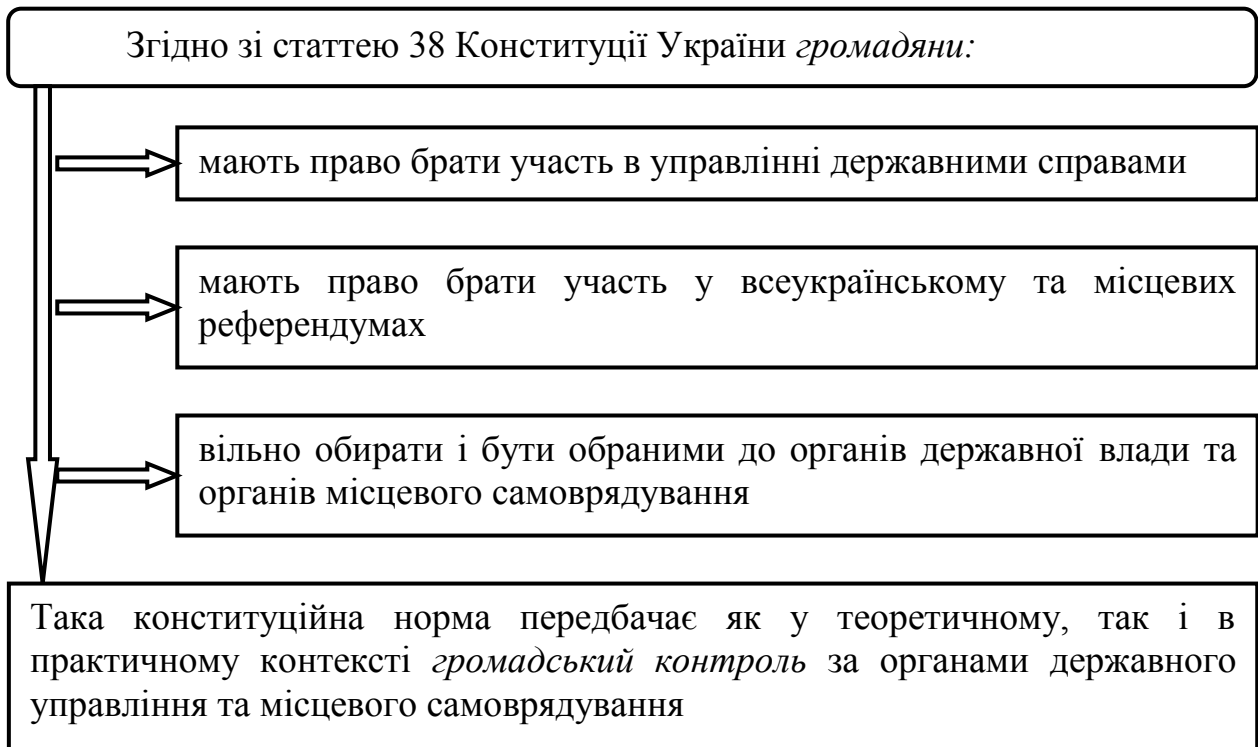 Згідно зі статтею 38 Конституції України громадяни:
мають право брати участь в управлінні державними справами
мають право брати участь у всеукраїнському та місцевих
референдумах
вільно обирати і бути обраними до органів державної влади та
органів місцевого самоврядування
Така конституційна норма передбачає як у теоретичному, так і в
практичному контексті громадський контроль за органами державного
управління та місцевого самоврядування